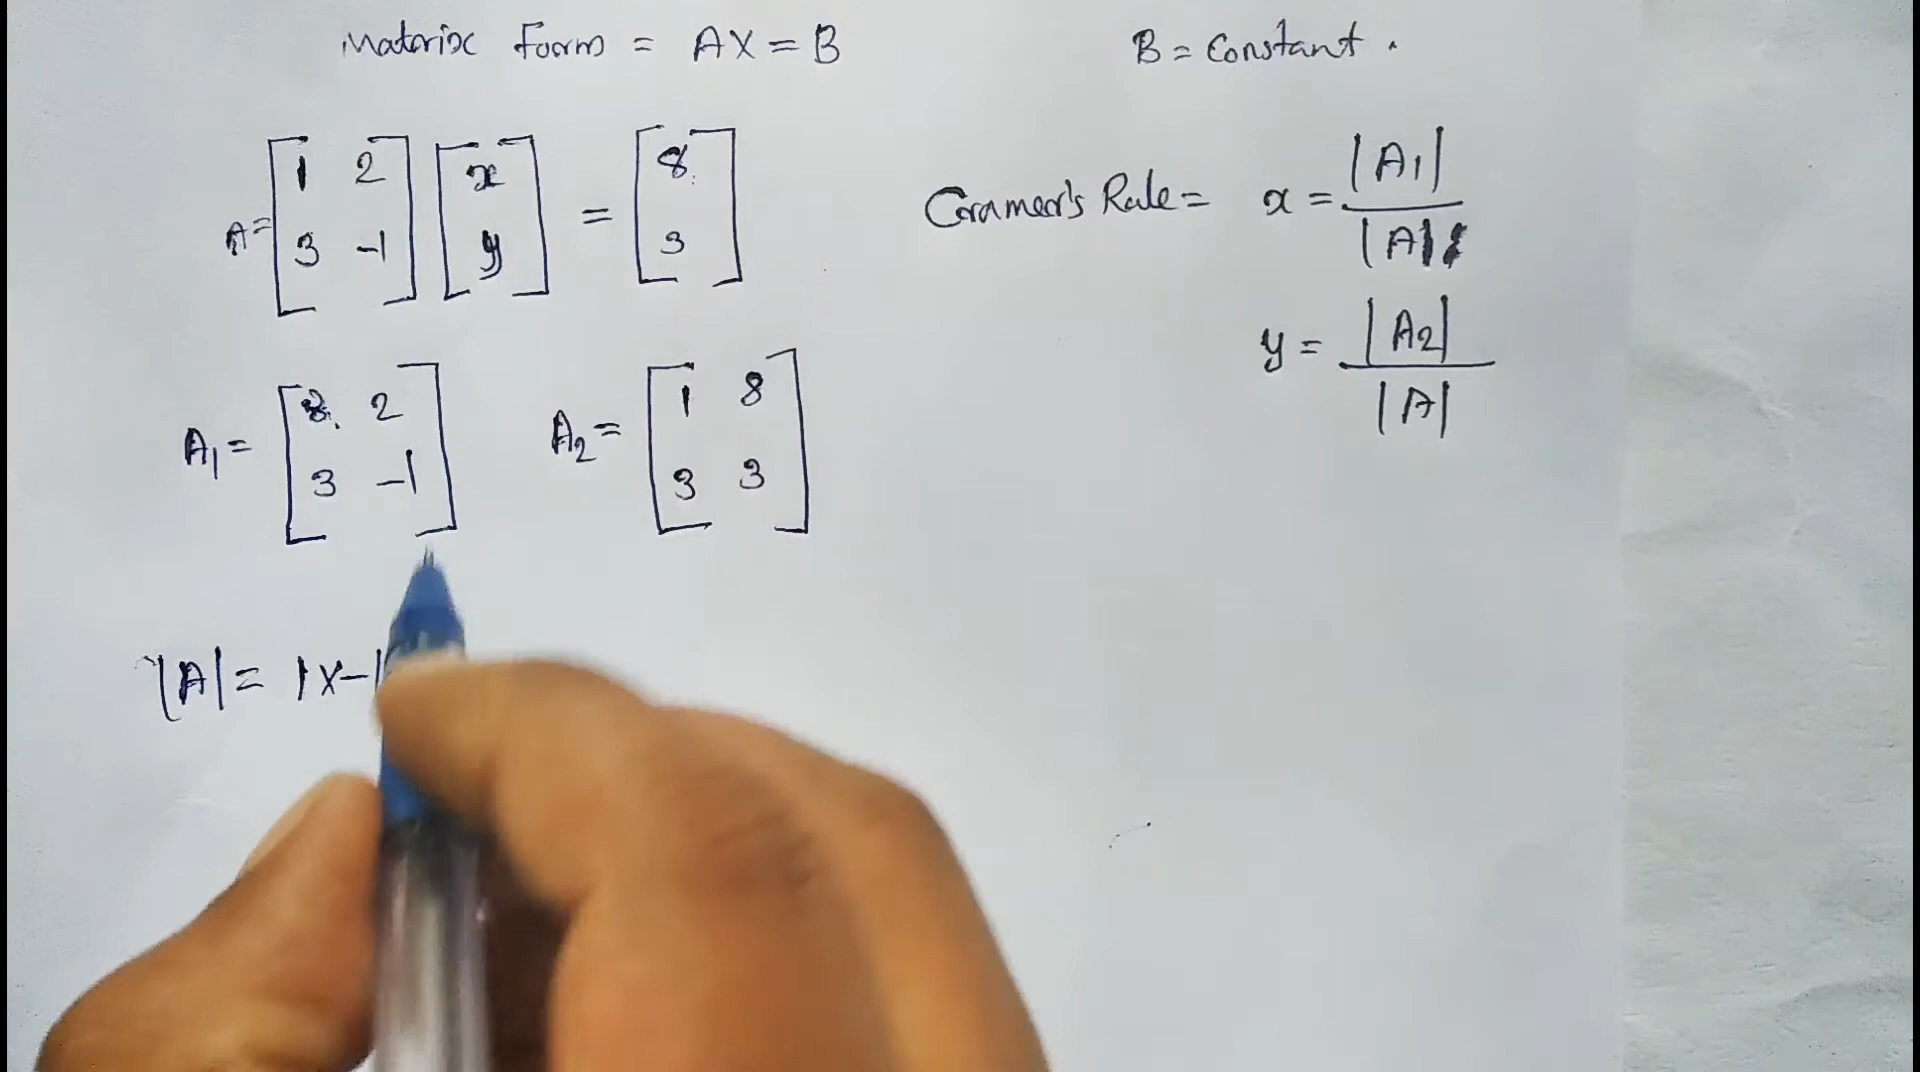 Matrix Form = AX = B
B = Constant.
A = [1 2 3 -1] [x y] = [8 3]
Cramer's Rule = x = |A1| / |A|
y = |A2| / |A|
A1 = [8 2 3 -1]
A2 = [1 8 3 3]
|A| = 1x-1